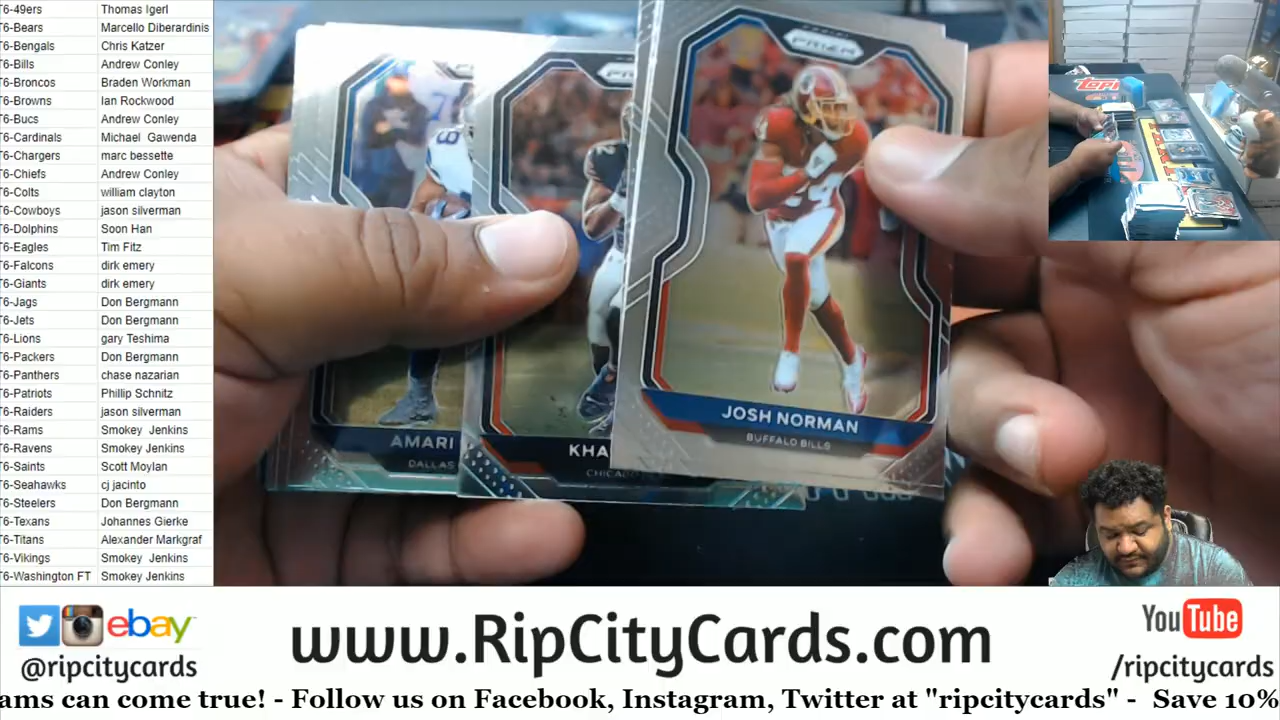 T6-49ers Thomas Igerl
T6-Bears Marcello Diberardinis
T6-Bengals Chris Katzer
T6-Bills Andrew Conley
T6-Broncos Braden Workman
T6-Browns Ian Rockwood
T6-Bucs Andrew Conley
T6-Cardinals Michael Gawenda
T6-Chargers marc bessette
T6-Chiefs Andrew Conley
T6-Colts william clayton
T6-Cowboys jason silverman
T6-Dolphins Soon Han
T6-Eagles Tim Fitz
T6-Falcons dirk emery
T6-Giants dirk emery
T6-Jags Don Bergmann
T6-Jets Don Bergmann
T6-Lions gary Teshima
T6-Packers Don Bergmann
T6-Panthers chase nazarian
T6-Patriots Phillip Schnitz
T6-Raiders jason silverman
T6-Rams Smokey Jenkins
T6-Ravens Smokey Jenkins
T6-Saints Scott Moylan
T6-Seahawks cj jacinto
T6-Steelers Don Bergmann
T6-Texans Johannes Gierke
T6-Titans Alexander Markgraf
T6-Vikings Smokey Jenkins
T6-Washington FT Smokey Jenkins
PRIZM
JOSH NORMAN
BUFFALO BILLS
KHA
CHICAGO
AMARI
DALLAS
TOPPS
ebay
@ripcitycards
www.RipCityCards.com
YouTube
/ripcitycards
ams can come true! - Follow us on Facebook, Instagram, Twitter at "ripcitycards" - Save 10%